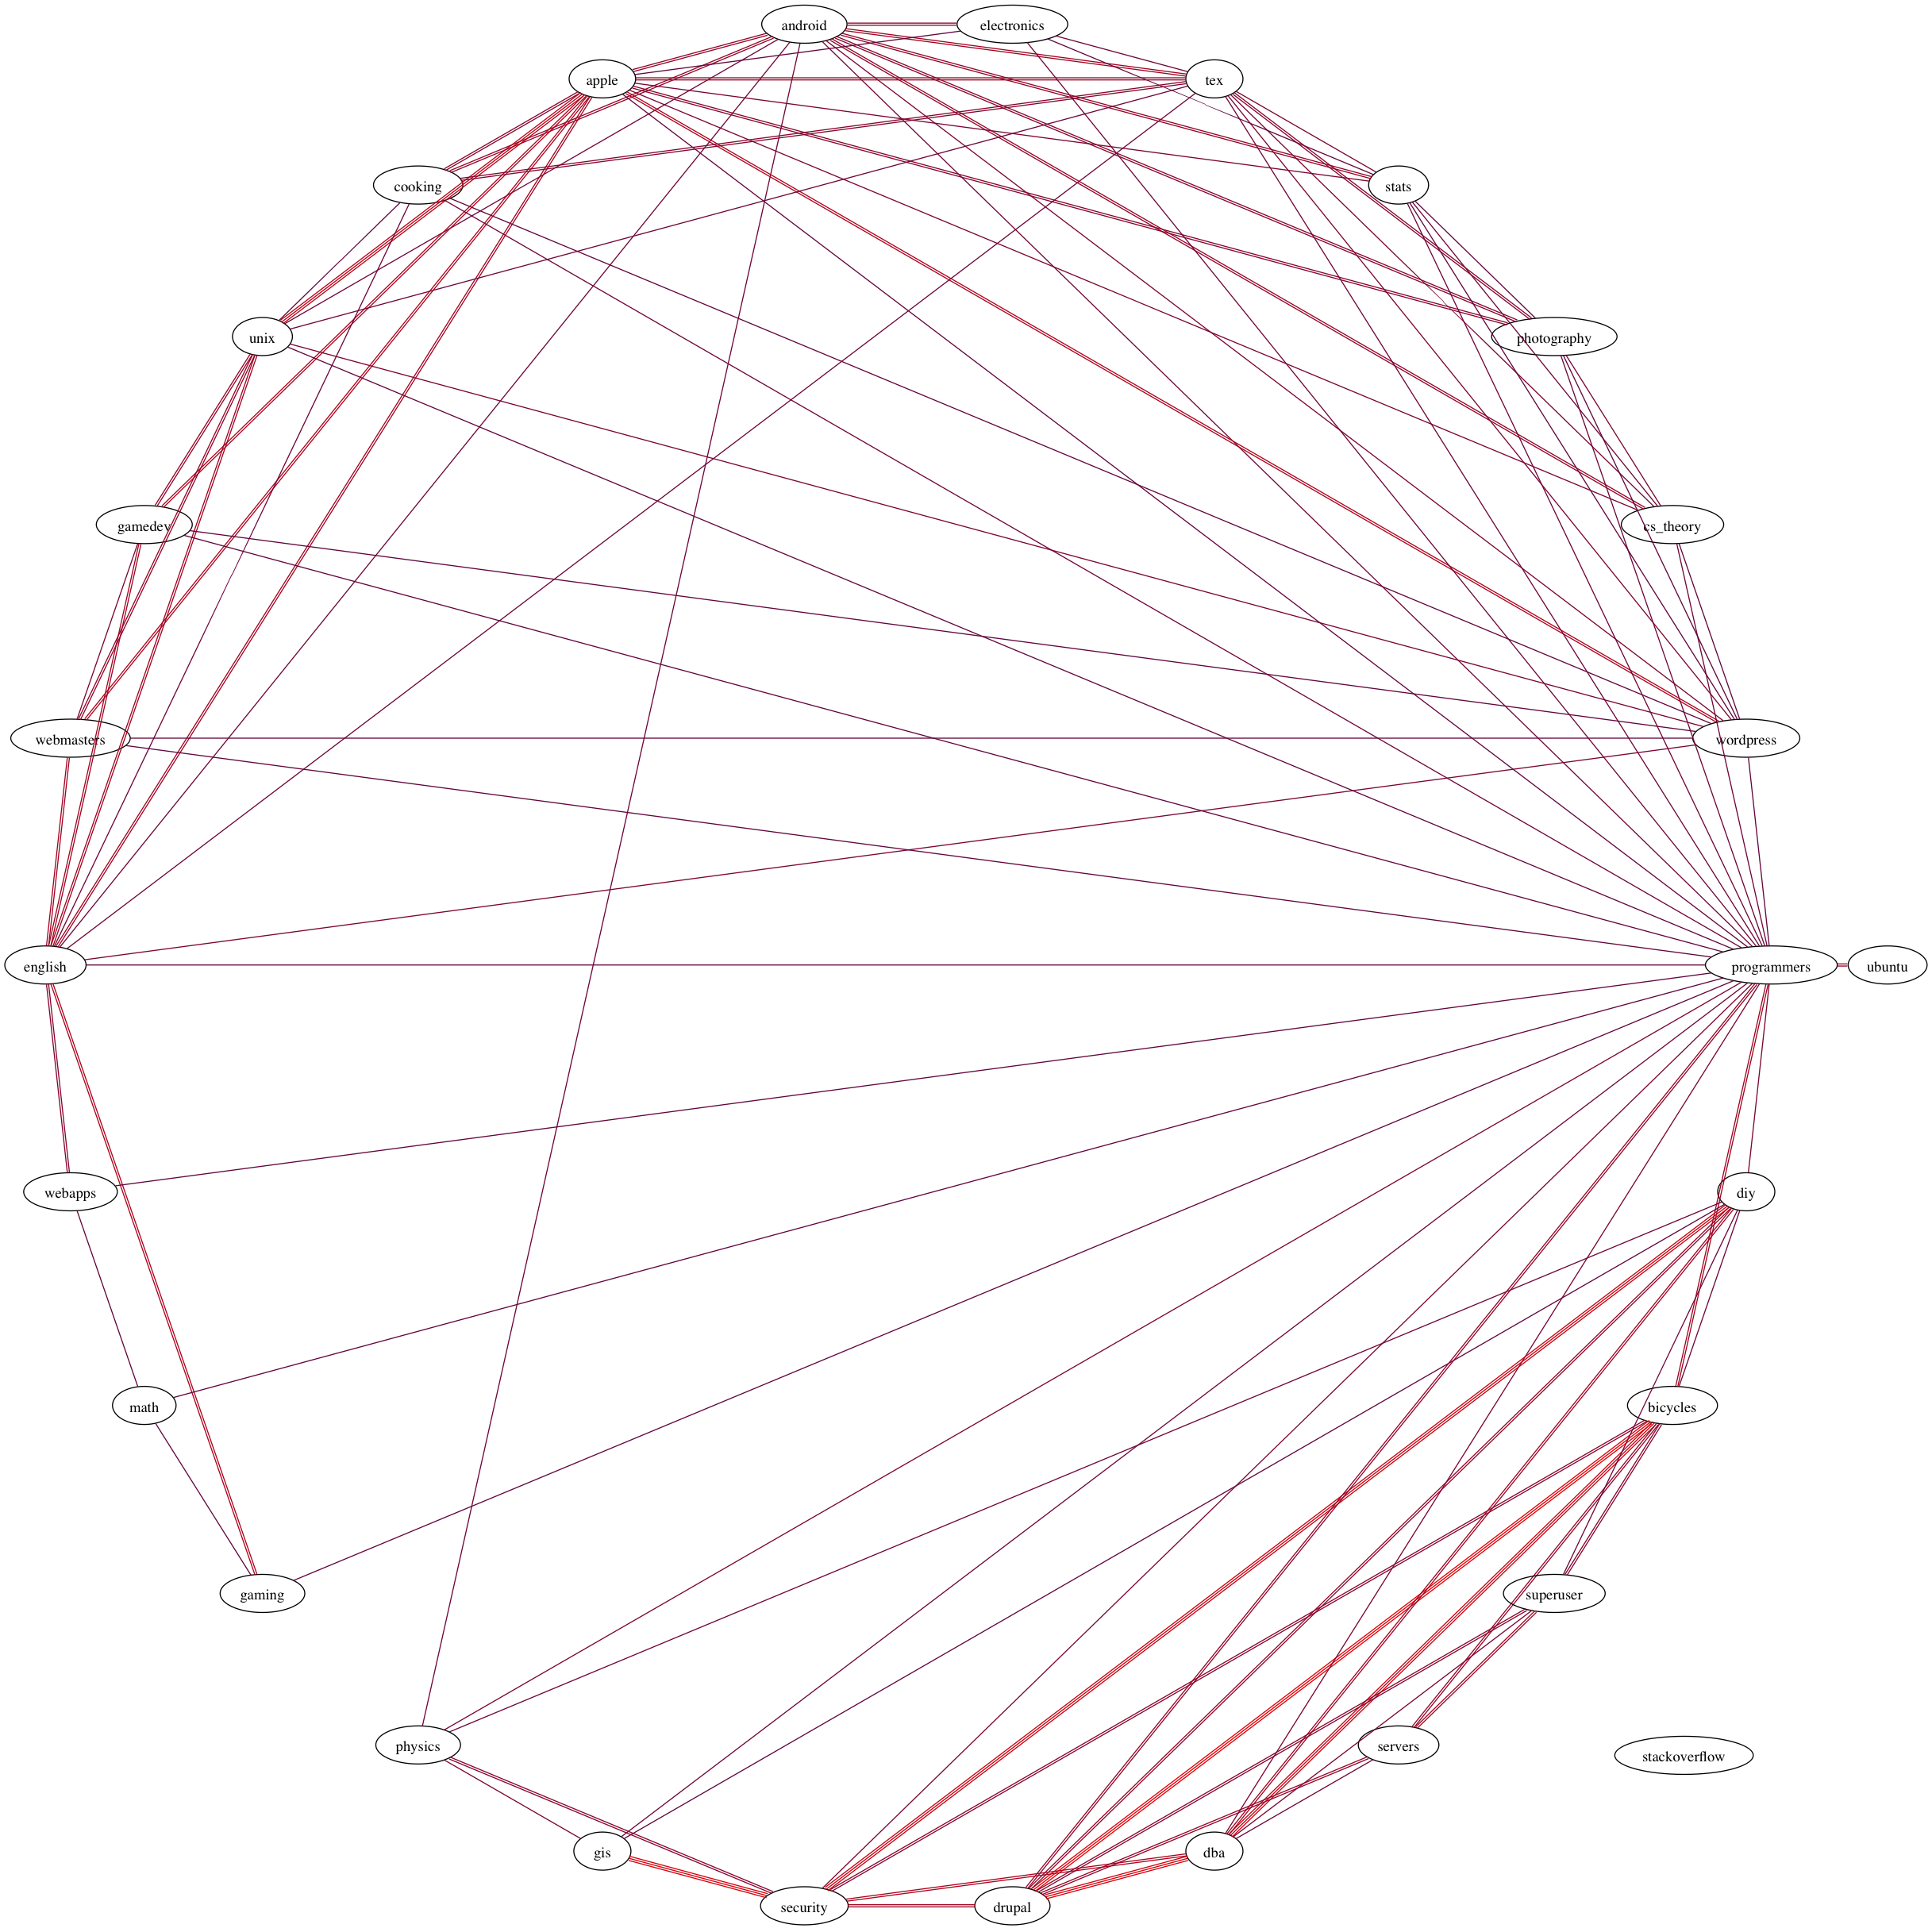 android
electronics
apple
tex
cooking
stats
unix
photography
gamedev
cs_theory
webmasters
wordpress
english
programmers
ubuntu
webapps
diy
math
bicycles
gaming
superuser
physics
servers
stackoverflow
gis
dba
security
drupal